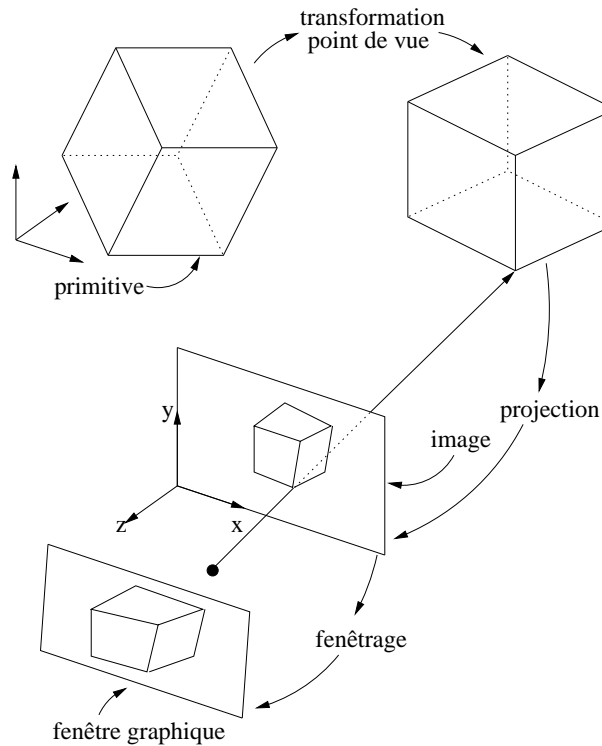 transformation
point de vue
primitive
y
projection
image
z
x
fenêtrage
fenêtre graphique